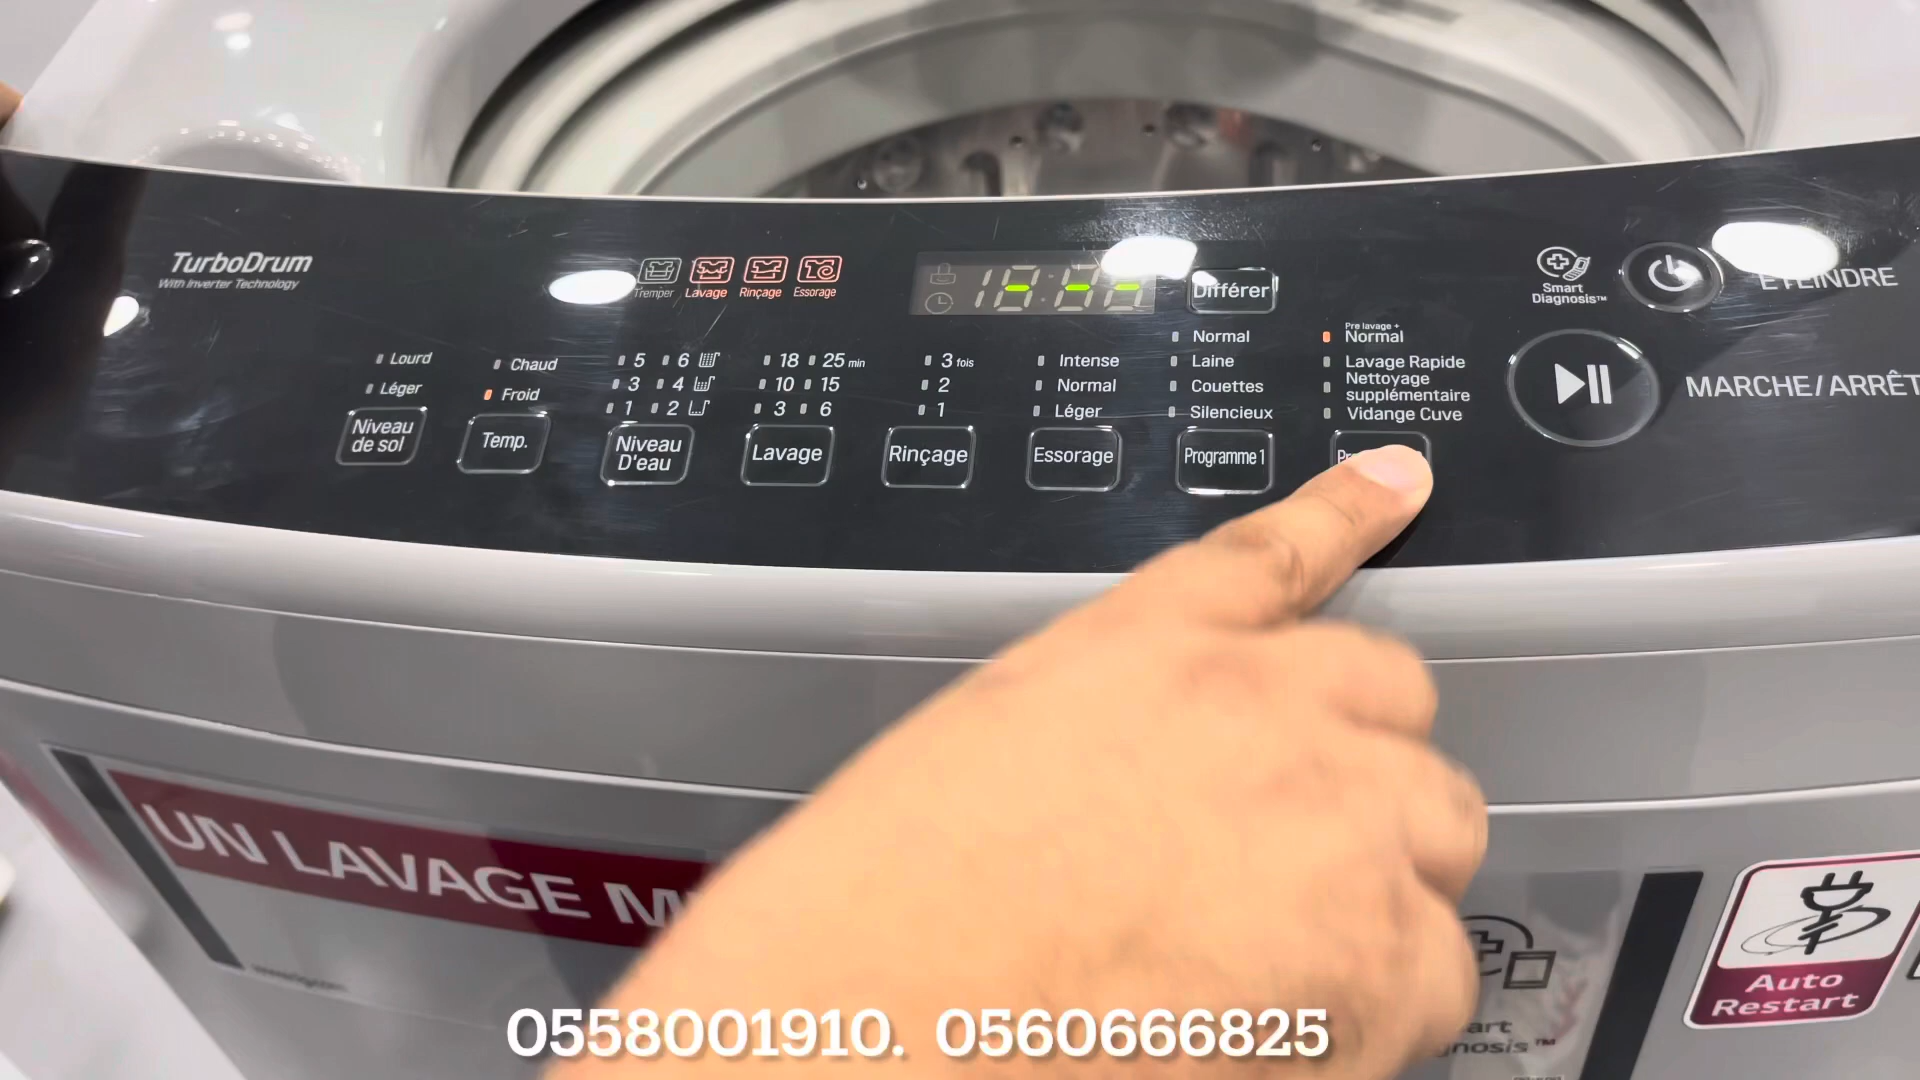 TurboDrum
With Inverter Technology
Tremper
Lavage
Rinçage
Essorage
18:88
Différer
Smart
Diagnosis™
ÉTEINDRE
Lourd
Léger
Niveau
de sol
Chaud
Froid
Temp.
5 6
3 4
1 2
Niveau
D'eau
18 25 min
10 15
3 6
Lavage
3 fois
2
1
Rinçage
Intense
Normal
Léger
Essorage
Normal
Laine
Couettes
Silencieux
Programme 1
Pre lavage +
Normal
Lavage Rapide
Nettoyage
supplémentaire
Vidange Cuve
MARCHE/ARRÊT
UN LAVAGE
Auto
Restart
0558001910. 0560666825